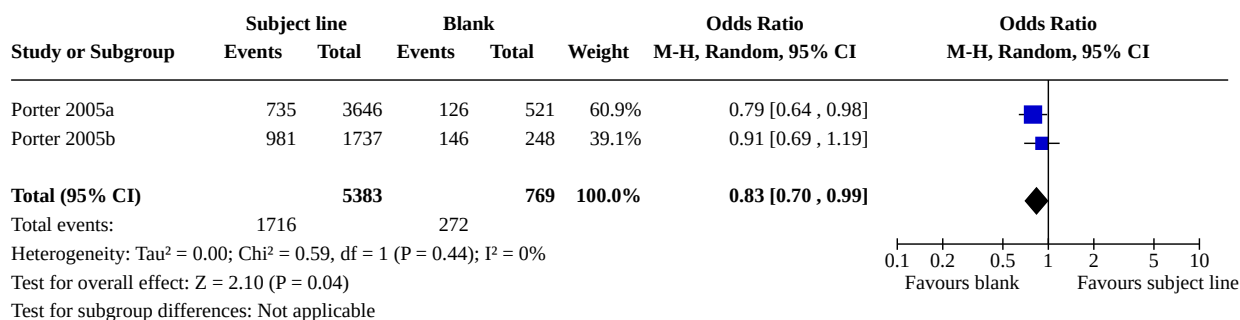 Subject line Blank Odds Ratio Odds Ratio
Study or Subgroup Events Total Events Total Weight M-H, Random, 95% CI M-H, Random, 95% CI
Porter 2005a 735 3646 126 521 60.9% 0.79 [0.64 , 0.98]
Porter 2005b 981 1737 146 248 39.1% 0.91 [0.69 , 1.19]
Total (95% CI) 5383 769 100.0% 0.83 [0.70 , 0.99]
Total events: 1716 272
Heterogeneity: Tau² = 0.00; Chi² = 0.59, df = 1 (P = 0.44); I² = 0%
0.1 0.2 0.5 1 2 5 10
Test for overall effect: Z = 2.10 (P = 0.04) Favours blank Favours subject line
Test for subgroup differences: Not applicable